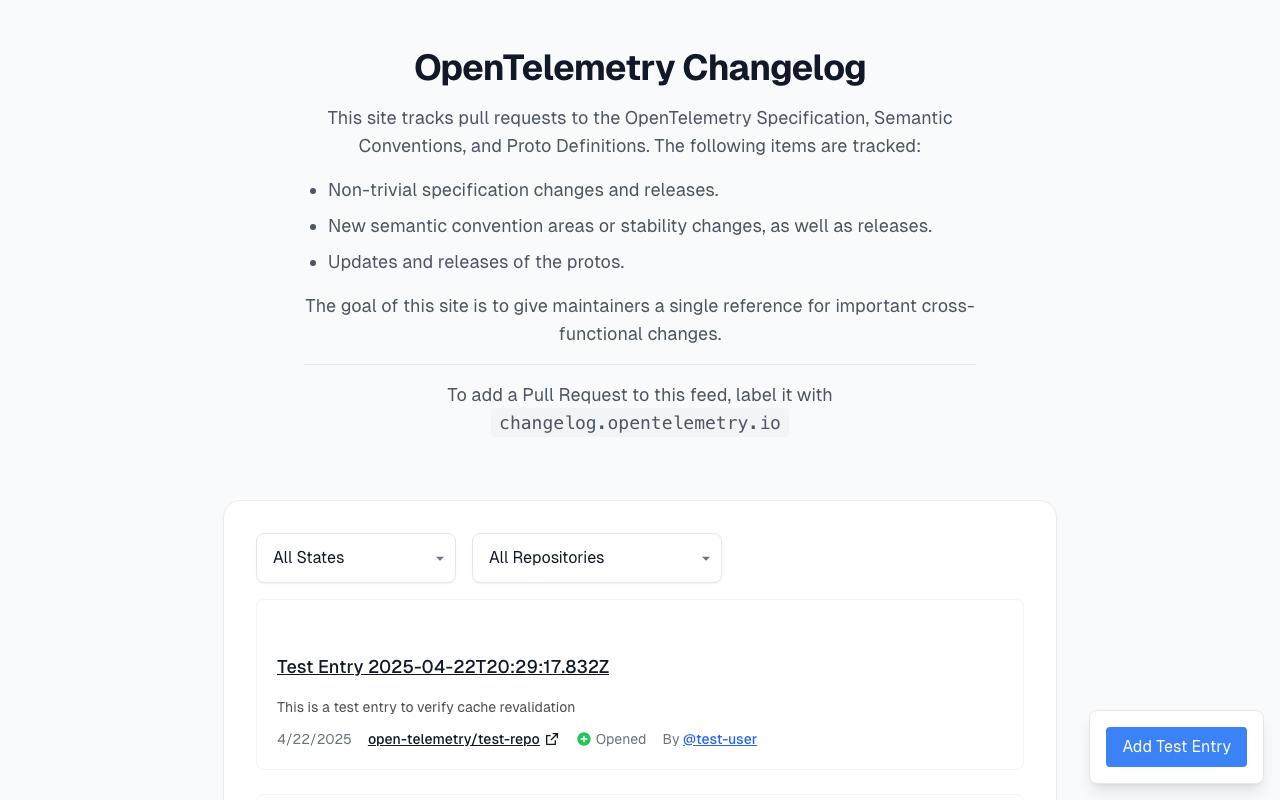 OpenTelemetry Changelog
This site tracks pull requests to the OpenTelemetry Specification, Semantic
Conventions, and Proto Definitions. The following items are tracked:
Non-trivial specification changes and releases.
New semantic convention areas or stability changes, as well as releases.
Updates and releases of the protos.
The goal of this site is to give maintainers a single reference for important cross-
functional changes.
To add a Pull Request to this feed, label it with
changelog.opentelemetry.io
All States
All Repositories
Test Entry 2025-04-22T20:29:17.832Z
This is a test entry to verify cache revalidation
4/22/2025 open-telemetry/test-repo Opened By @test-user
Add Test Entry